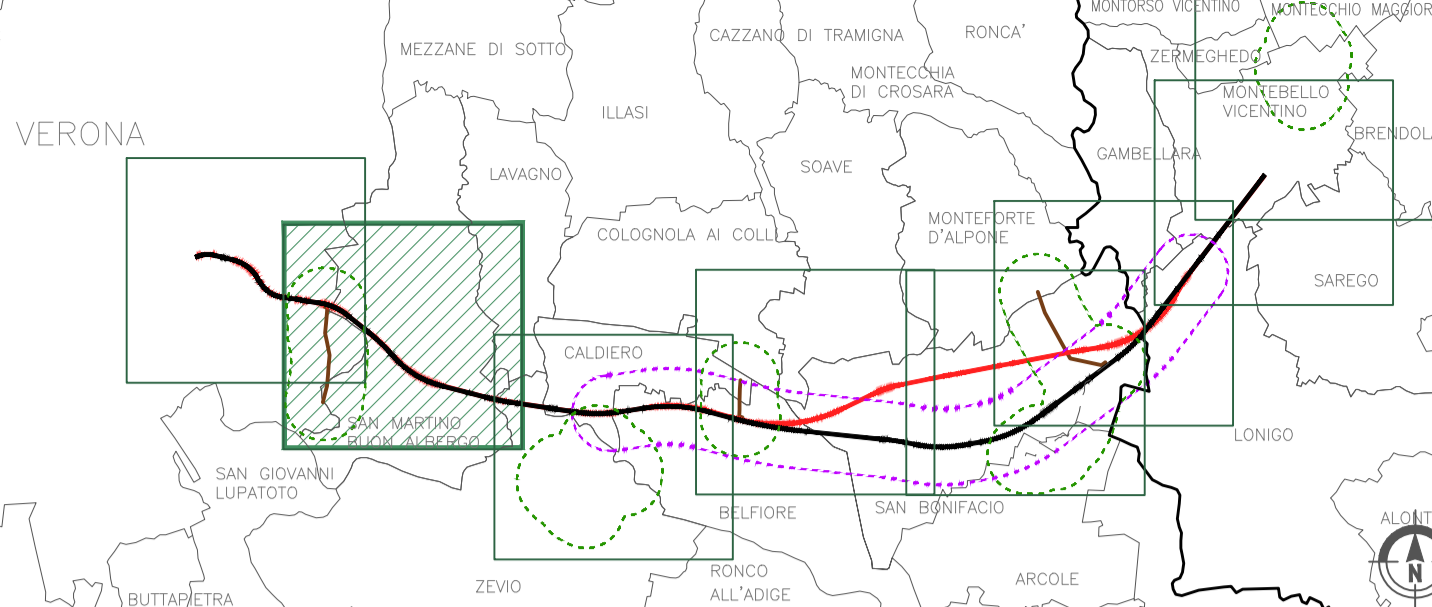 MONTORSO VICENTINO
MONTECCHIO MAGGIOR
MEZZANE DI SOTTO
CAZZANO DI TRAMIGNA
RONCA'
ZERMEGHEDO
MONTECCHIA
DI CROSARA
MONTEBELLO
VICENTINO
ILLASI
VERONA
BRENDOL
GAMBELLARA
LAVAGNO
SOAVE
MONTEFORTE
D'ALPONE
COLOGNOLA AI COLLI
SAREGO
CALDIERO
SAN MARTINO
BUON ALBERGO
LONIGO
SAN GIOVANNI
LUPATOTO
BELFIORE
SAN BONIFACIO
ALONT
RONCO
ALL'ADIGE
ARCOLE
ZEVIO
N
BUTTAPIETRA